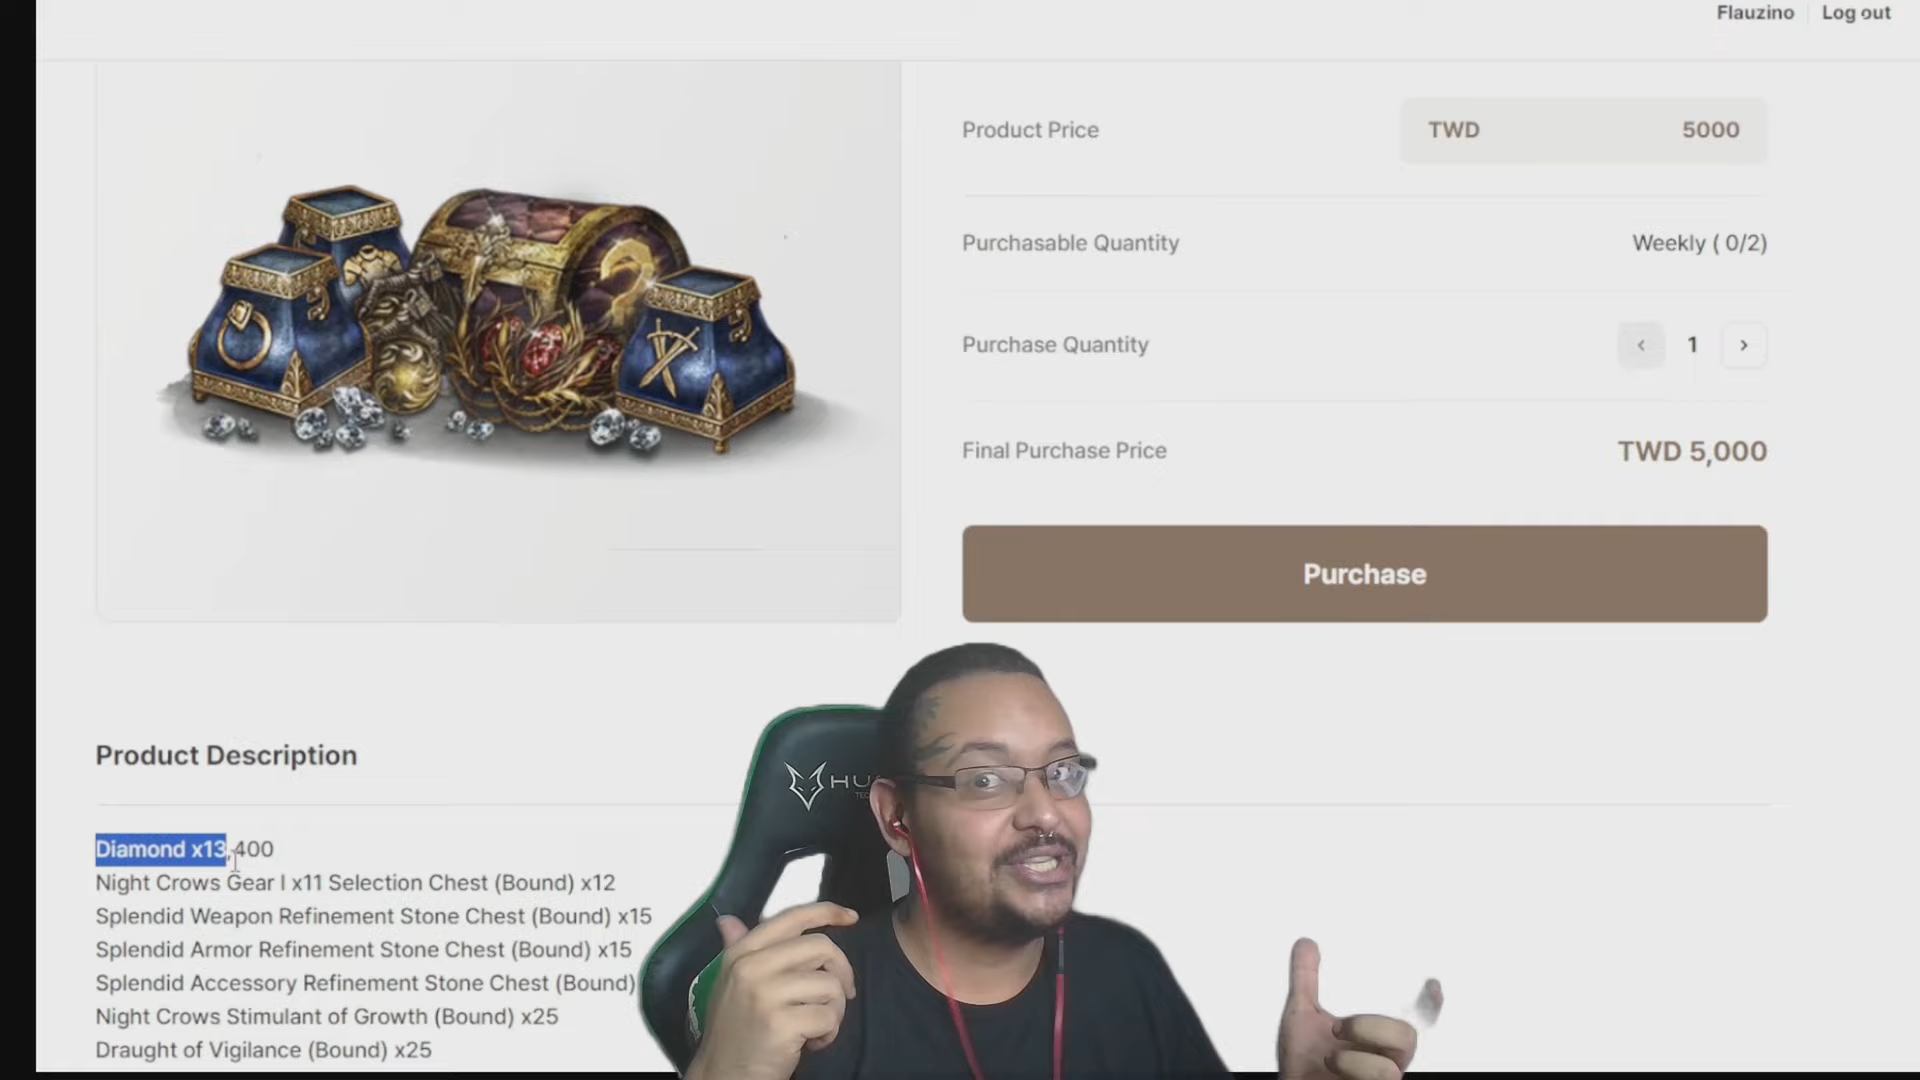 Flauzino Log out
Product Price TWD 5000
Purchasable Quantity Weekly ( 0/2)
Purchase Quantity 1
Final Purchase Price TWD 5,000
Purchase
Product Description
HU
TEC
Diamond x13,400
Night Crows Gear I x11 Selection Chest (Bound) x12
Splendid Weapon Refinement Stone Chest (Bound) x15
Splendid Armor Refinement Stone Chest (Bound) x15
Splendid Accessory Refinement Stone Chest (Bound)
Night Crows Stimulant of Growth (Bound) x25
Draught of Vigilance (Bound) x25